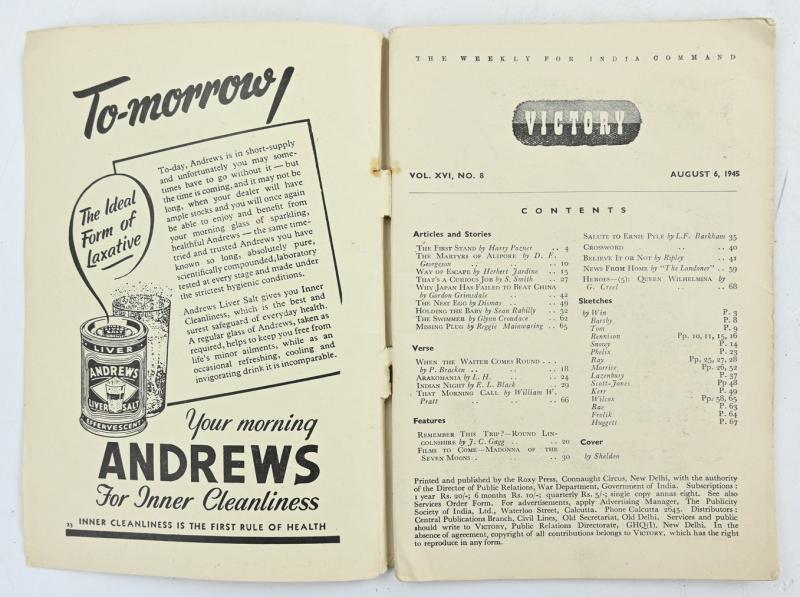 To-morrow!
To-day, Andrews is in short-supply
and unfortunately you may some-
times have to go without it — but
the time is coming, and it may not be
long, when your dealer will have
ample stocks and you will once again
be able to enjoy and benefit from
your morning glass of sparkling,
healthful Andrews — the same time-
tried and trusted Andrews you have
known so long, absolutely pure,
scientifically compounded, laboratory
tested at every stage and made under
the strictest hygienic conditions.
Andrews Liver Salt gives you Inner
Cleanliness, which is the best and
surest safeguard of everyday health.
A regular glass of Andrews, taken as
required, helps to keep you free from
life's minor ailments, while as an
occasional refreshing, cooling and
invigorating drink it is incomparable.
The Ideal
Form of
Laxative
LIVER
ANDREWS
LIVER SALT
EFFERVESCENT
Your morning
ANDREWS
For Inner Cleanliness
23 INNER CLEANLINESS IS THE FIRST RULE OF HEALTH
THE WEEKLY FOR INDIA COMMAND
VICTORY
VOL. XVI, NO. 8 AUGUST 6, 1945
CONTENTS
Articles and Stories
THE FIRST STAND by Harry Pozner .. 4
THE MARTYRS OF ALIPORE by D. F.
Georgeson .. .. 10
WAY OF ESCAPE by Herbert Jardine .. 15
THAT'S A CURIOUS JOB by S. Smith .. 27
WHY JAPAN HAS FAILED TO BEAT CHINA
by Gordon Grimsdale .. .. 42
THE NEST EGG by Dismas .. 49
HOLDING THE BABY by Sean Rahilly .. 52
THE SWIMMER by Glynn Croudace .. 62
MISSING PLUG by Reggie Mainwaring .. 65
Verse
WHEN THE WAITER COMES ROUND . . .
by P. Bracken .. .. 18
ARAKOMANIA by L. H. .. 24
INDIAN NIGHT by E. L. Black .. 29
THAT MORNING CALL by William W.
Pratt .. .. .. 66
Features
REMEMBER THIS TRIP?—ROUND LIN-
COLNSHIRE by J. C. Gagg .. .. 20
FILMS TO COME—MADONNA OF THE
SEVEN MOONS .. .. .. 30
SALUTE TO ERNIE PYLE by L.F. Barkham 35
CROSSWORD .. .. .. 40
BELIEVE IT OR NOT by Ripley .. 41
NEWS FROM HOME by "The Londoner" .. 59
HEROES—(5): QUEEN WILHELMINA by
G. Creel .. .. .. 68
Sketches
by Win P. 3
Barsby P. 8
Tom P. 9
Rennison Pp. 10, 11, 15, 16
Snowy P. 14
Phelix P. 23
Ray Pp. 25, 27, 28
Morrice Pp. 26, 52
Lazenbury P. 37
Scott-Jones Pp 48
Kerr P. 49
Wilcox Pp. 58, 65
Rae P. 63
Frolik P. 64
Huggett P. 67
Cover
by Sheldon
Printed and published by the Roxy Press, Connaught Circus, New Delhi, with the authority
of the Director of Public Relations, War Department, Government of India. Subscriptions :
1 year Rs. 20/-; 6 months Rs. 10/-; quarterly Rs. 5/-; single copy annas eight. See also
Services Order Form. For advertisements, apply Advertising Manager, The Publicity
Society of India, Ltd., Waterloo Street, Calcutta. Phone Calcutta 2645. Distributors :
Central Publications Branch, Civil Lines, Old Secretariat, Old Delhi. Services and public
should write to VICTORY, Public Relations Directorate, GHQ(I), New Delhi. In the
absence of agreement, copyright of all contributions belongs to VICTORY, which has the right
to reproduce in any form.